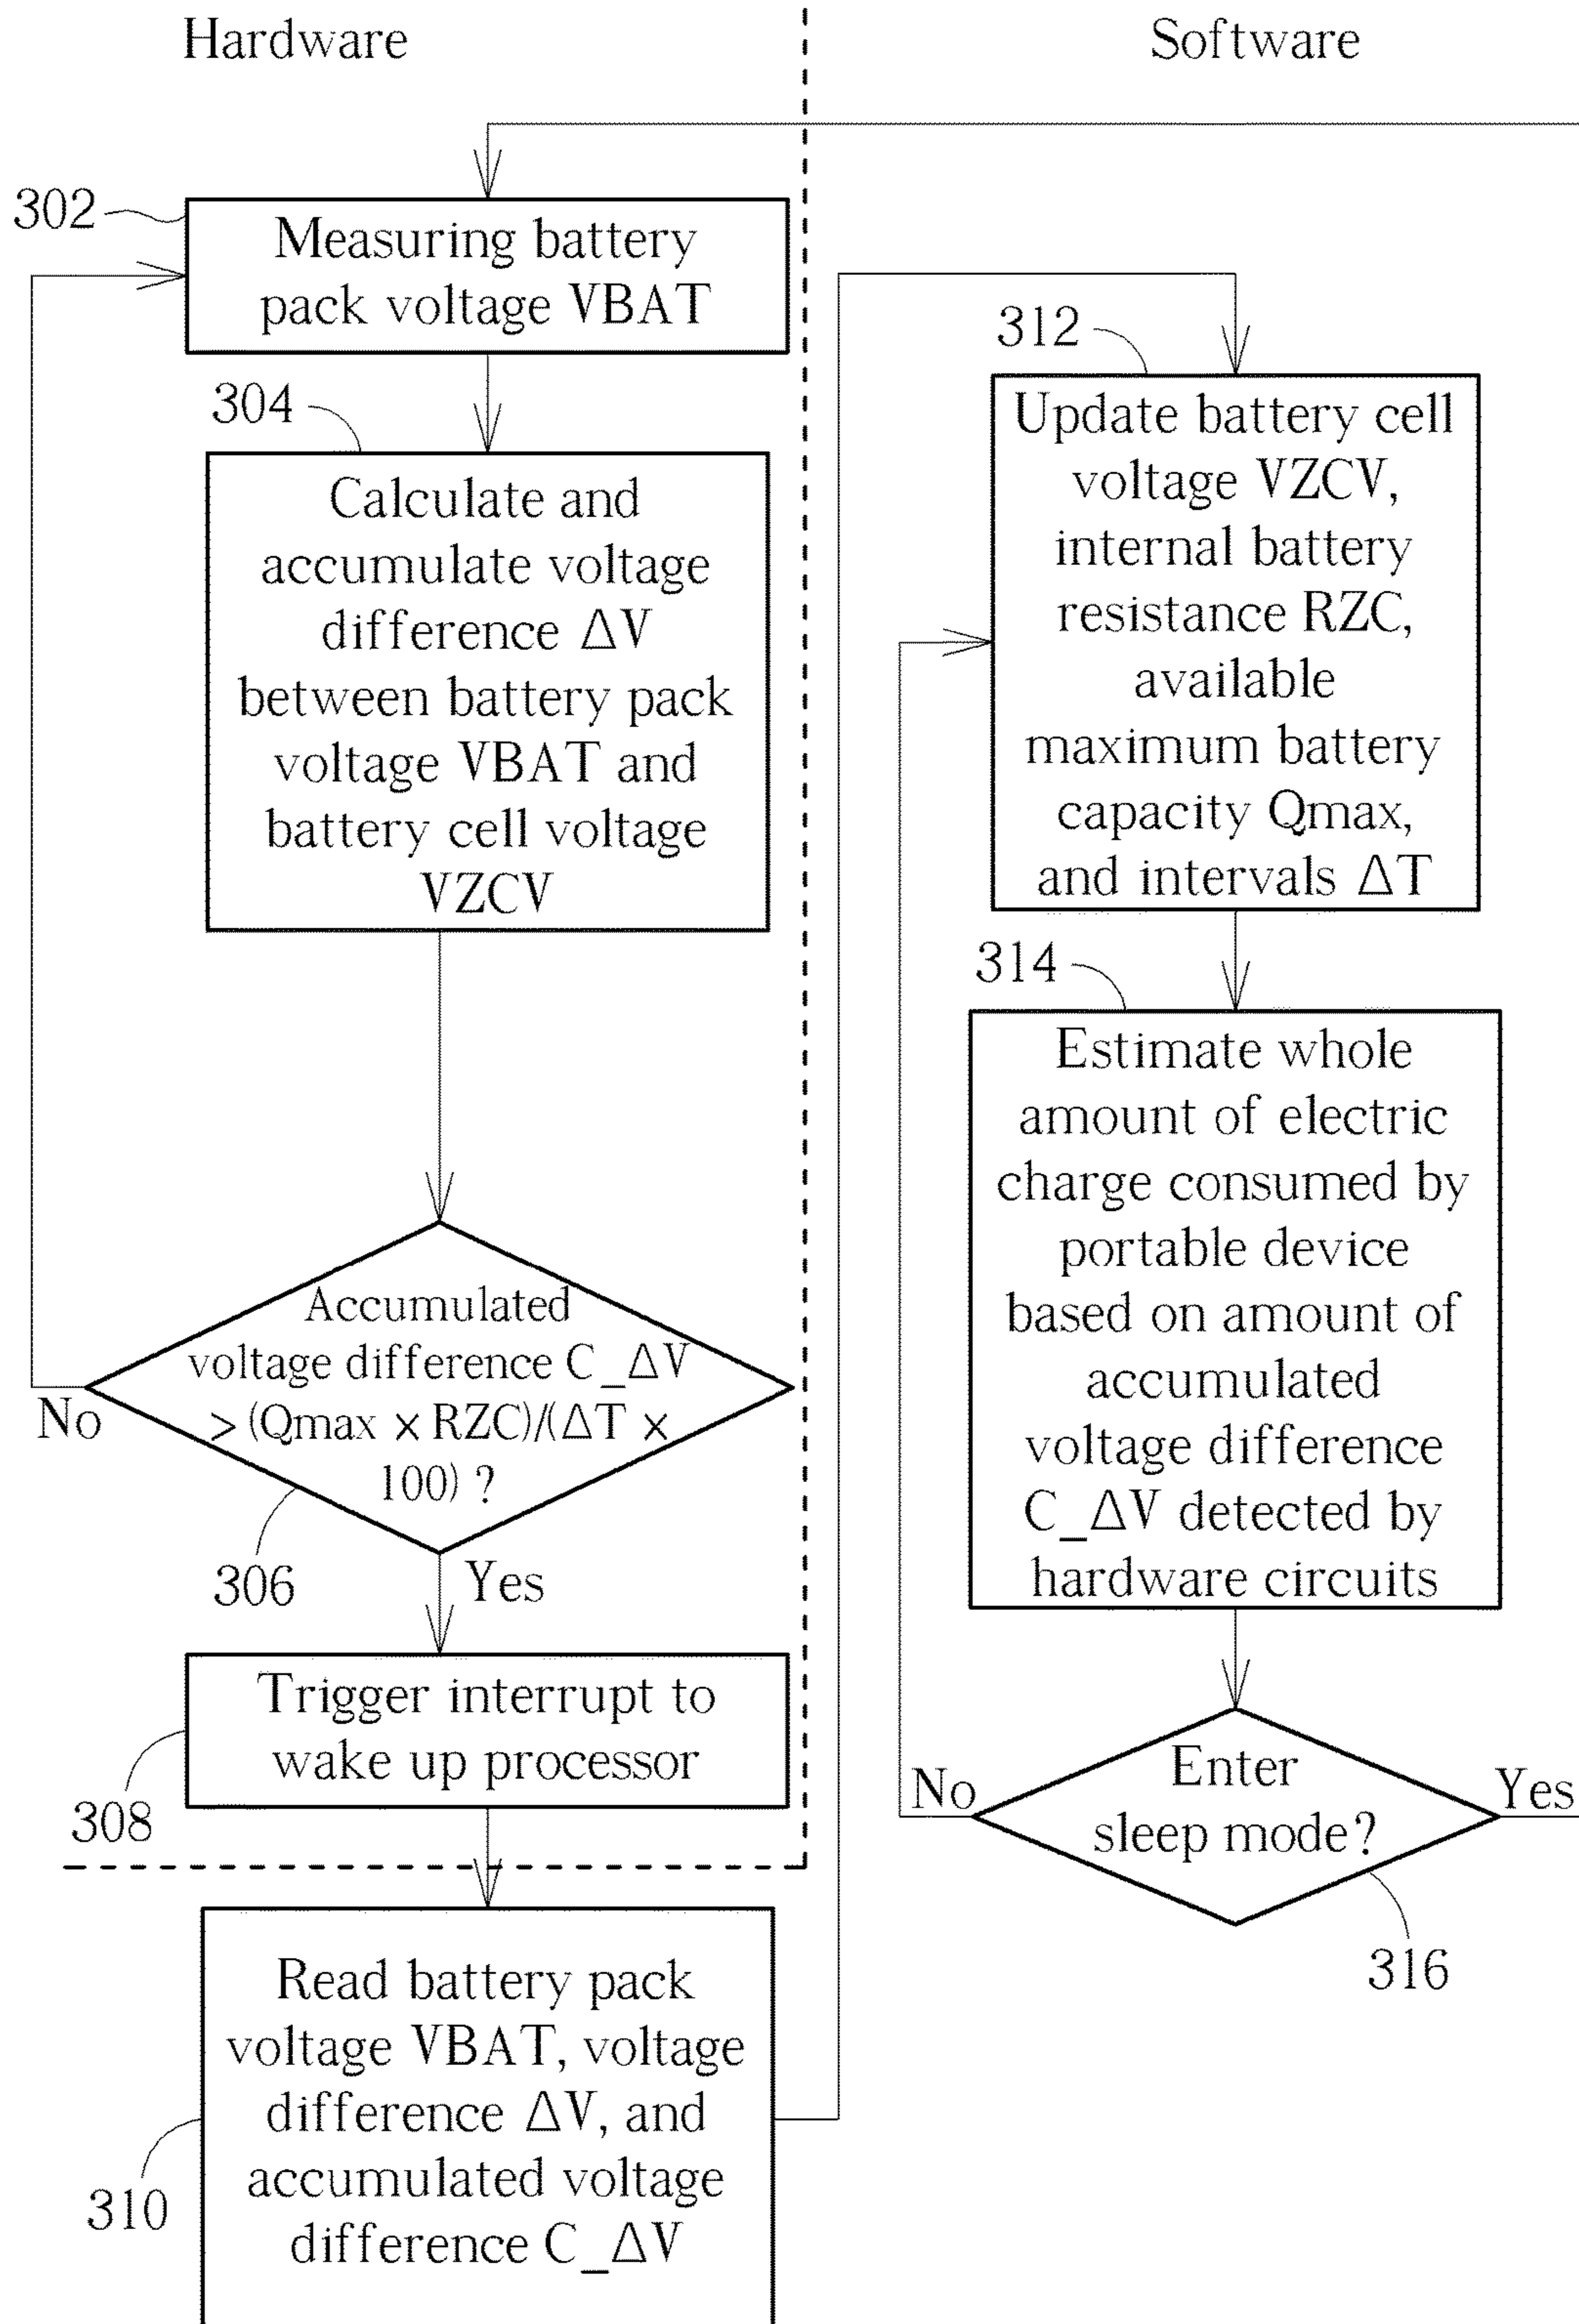 Hardware
Software
302
Measuring battery
pack voltage VBAT
304
Calculate and
accumulate voltage
difference ΔV
between battery pack
voltage VBAT and
battery cell voltage
VZCV
Accumulated
voltage difference C_ΔV
> (Qmax × RZC)/(ΔT ×
100) ?
No
306
Yes
Trigger interrupt to
wake up processor
308
Read battery pack
voltage VBAT, voltage
difference ΔV, and
accumulated voltage
difference C_ΔV
310
312
Update battery cell
voltage VZCV,
internal battery
resistance RZC,
available
maximum battery
capacity Qmax,
and intervals ΔT
314
Estimate whole
amount of electric
charge consumed by
portable device
based on amount of
accumulated
voltage difference
C_ΔV detected by
hardware circuits
No
Enter
sleep mode?
Yes
316